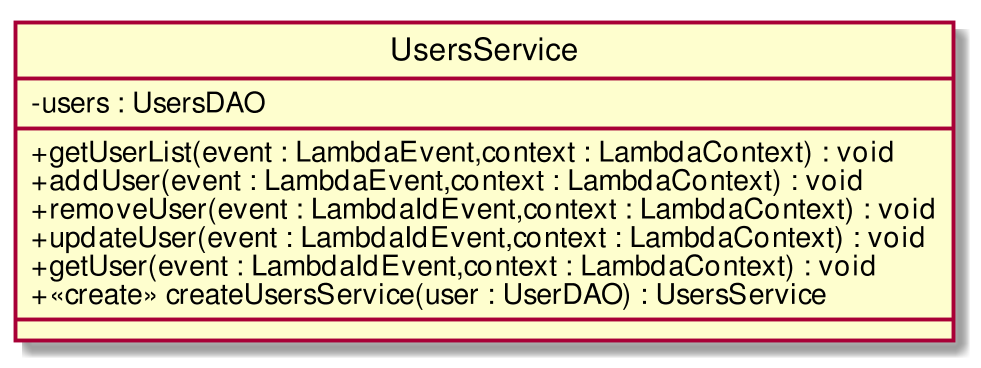 UsersService
-users : UsersDAO
+getUserList(event : LambdaEvent,context : LambdaContext) : void
+addUser(event : LambdaEvent,context : LambdaContext) : void
+removeUser(event : LambdaIdEvent,context : LambdaContext) : void
+updateUser(event : LambdaIdEvent,context : LambdaContext) : void
+getUser(event : LambdaIdEvent,context : LambdaContext) : void
+«create» createUsersService(user : UserDAO) : UsersService